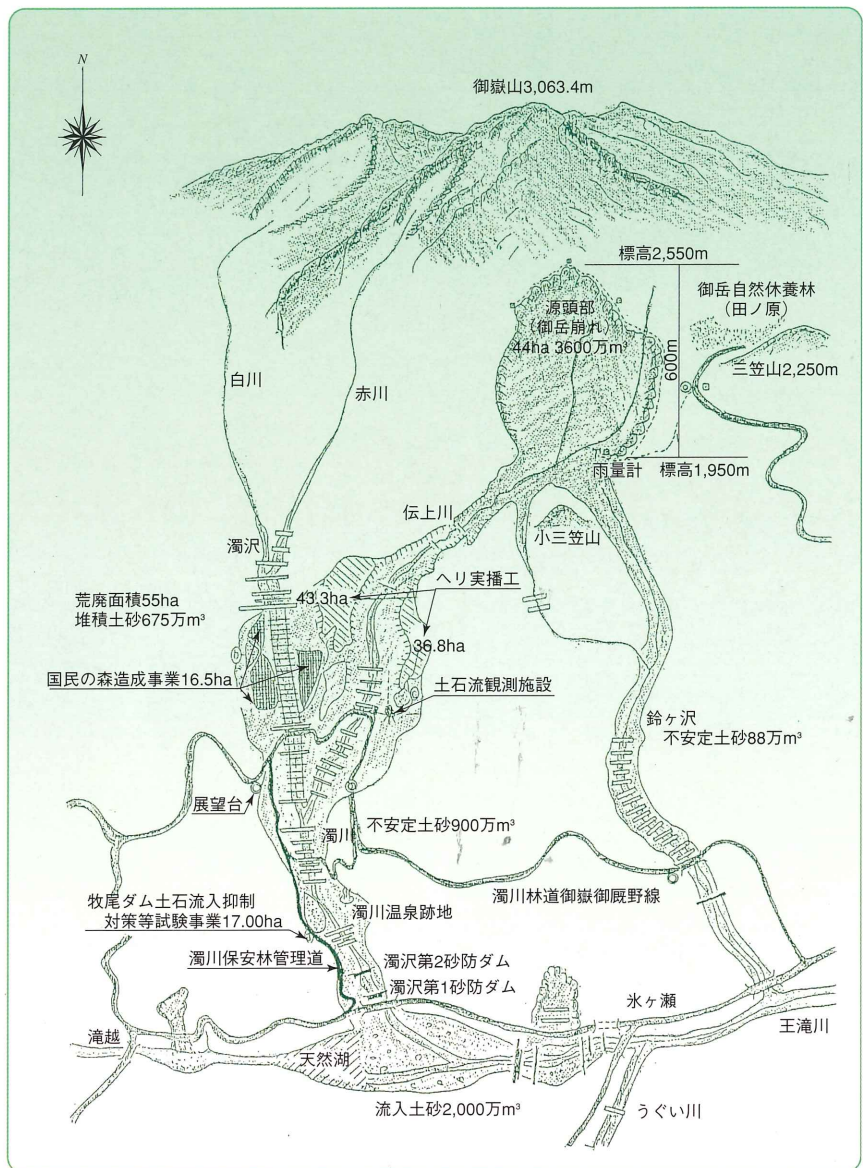 N
御嶽山3,063.4m
標高2,550m
御岳自然休養林
(田ノ原)
源頭部
(御岳崩れ)
44ha 3600万m³
600m
三笠山2,250m
白川
赤川
雨量計
標高1,950m
伝上川
小三笠山
濁沢
ヘリ実播工
43.3ha
荒廃面積55ha
堆積土砂675万m³
36.8ha
国民の森造成事業16.5ha
土石流観測施設
鈴ヶ沢
不安定土砂88万m³
展望台
濁川
不安定土砂900万m³
牧尾ダム土石流入抑制
対策等試験事業17.00ha
濁川温泉跡地
濁川林道御嶽御厩野線
濁川保安林管理道
濁沢第2砂防ダム
濁沢第1砂防ダム
氷ヶ瀬
滝越
王滝川
天然湖
流入土砂2,000万m³
うぐい川